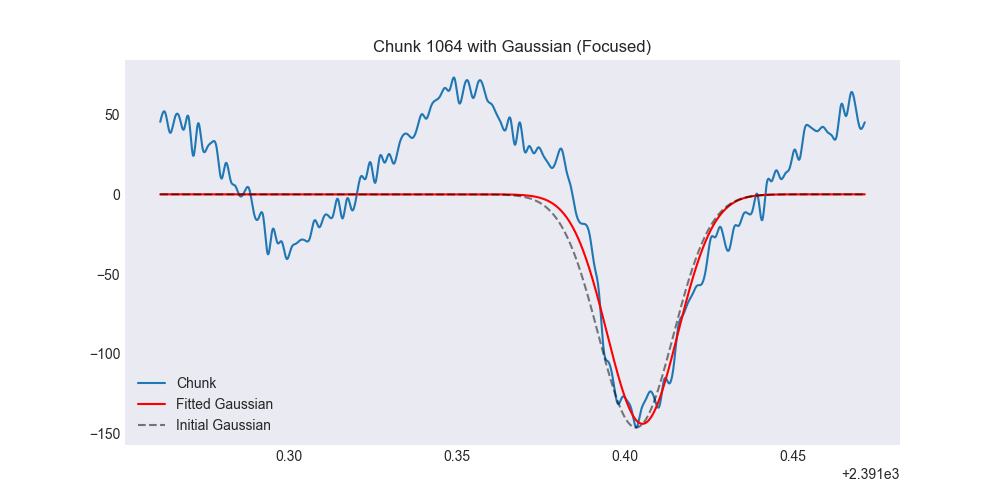 Chunk 1064 with Gaussian (Focused)
50
0
−50
−100
−150
Chunk
Fitted Gaussian
Initial Gaussian
0.30 0.35 0.40 0.45
+2.391e3